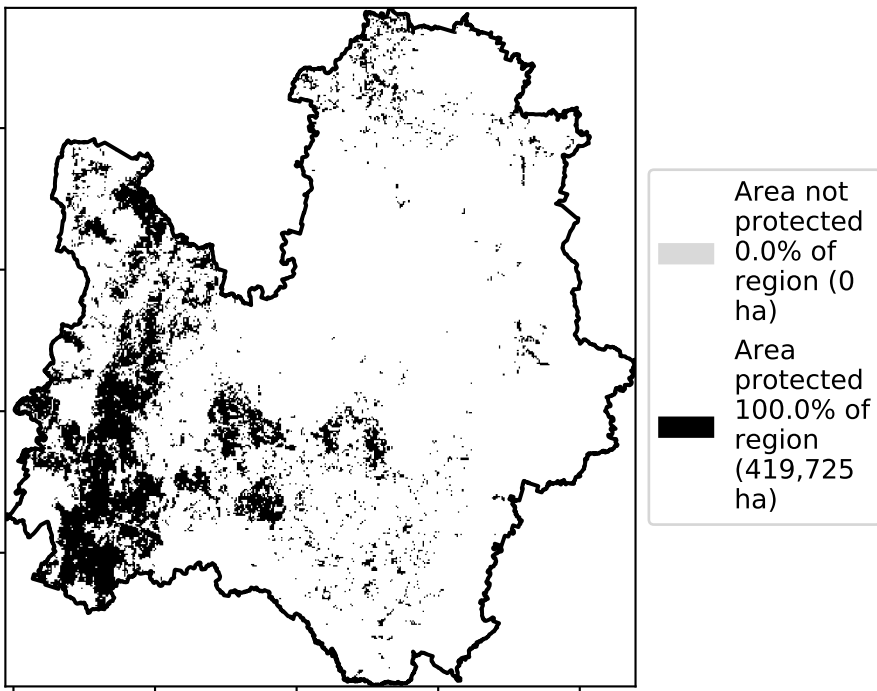 Area not
protected
0.0% of
region (0
ha)
Area
protected
100.0% of
region
(419,725
ha)